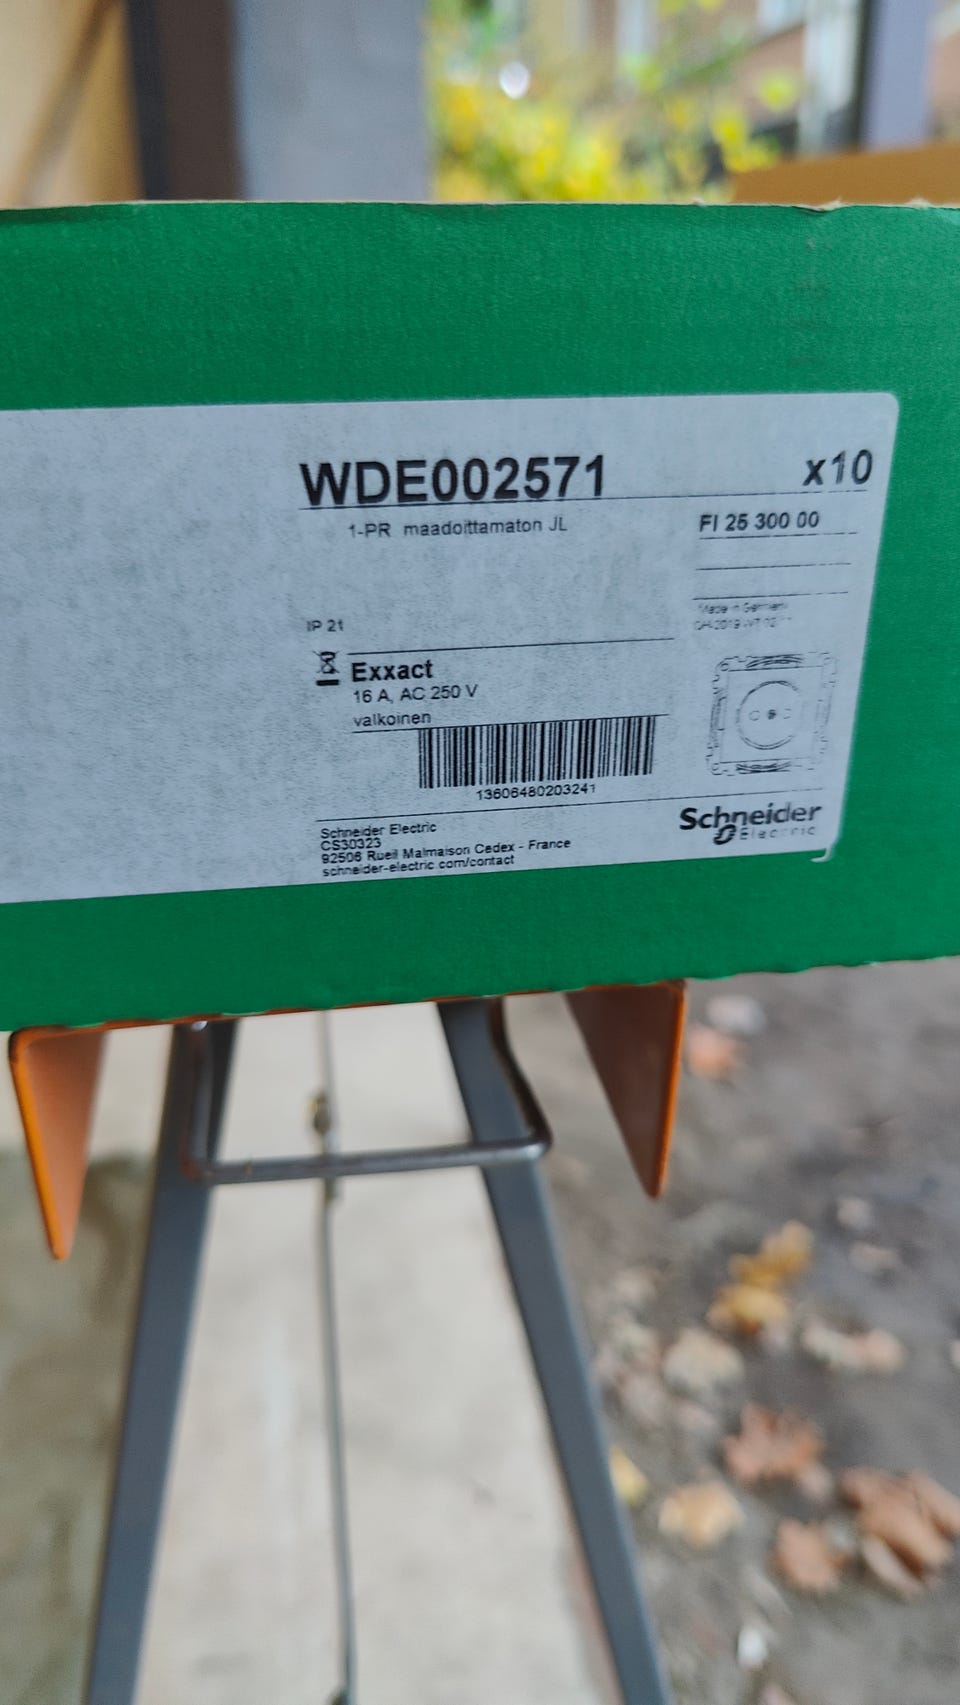 WDE002571 x10
1-PR maadoittamaton JL
FI 25 300 00
Made in Germany
IP 21
Exxact
16 A, AC 250 V
valkoinen
13606480203241
Schneider Electric
CS30323
92506 Rueil Malmaison Cedex - France
schneider-electric.com/contact
Schneider
Electric